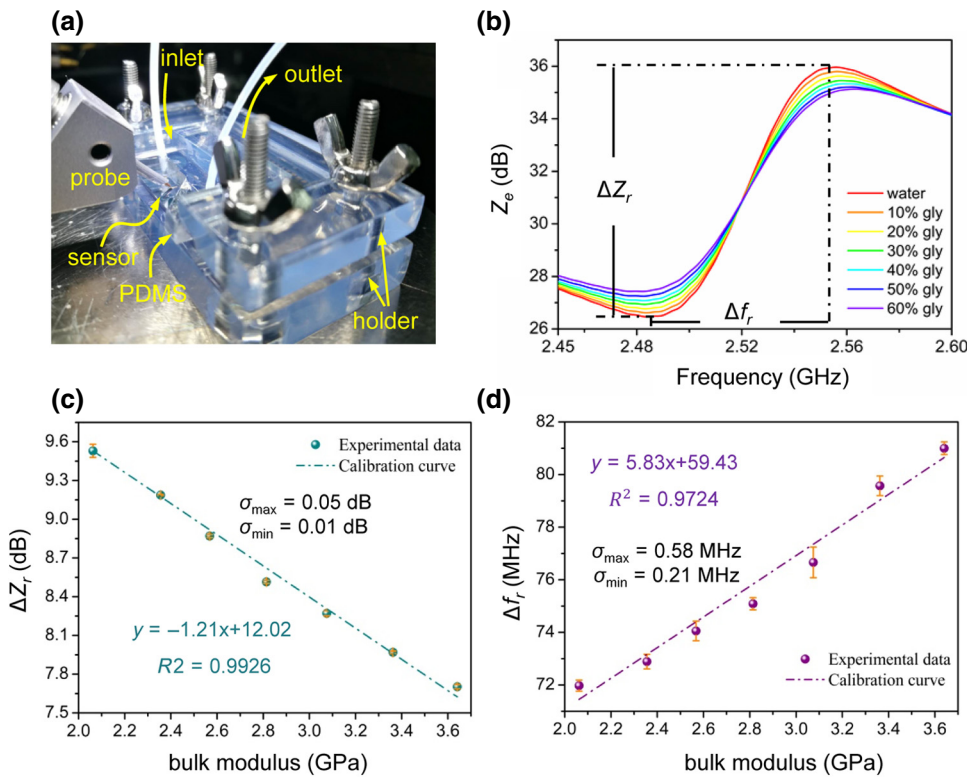 (a)
inlet
outlet
probe
sensor
PDMS
holder
(b)
36
34
32
30
28
26
Z_e (dB)
ΔZ_r
Δf_r
water
10% gly
20% gly
30% gly
40% gly
50% gly
60% gly
2.45 2.48 2.52 2.56 2.60
Frequency (GHz)
(c)
9.6
9.3
9.0
8.7
8.4
8.1
7.8
7.5
ΔZ_r (dB)
Experimental data
Calibration curve
σ_max = 0.05 dB
σ_min = 0.01 dB
y = –1.21x+12.02
R2 = 0.9926
2.0 2.2 2.4 2.6 2.8 3.0 3.2 3.4 3.6
bulk modulus (GPa)
(d)
82
80
78
76
74
72
Δf_r (MHz)
y = 5.83x+59.43
R² = 0.9724
σ_max = 0.58 MHz
σ_min = 0.21 MHz
Experimental data
Calibration curve
2.0 2.2 2.4 2.6 2.8 3.0 3.2 3.4 3.6
bulk modulus (GPa)